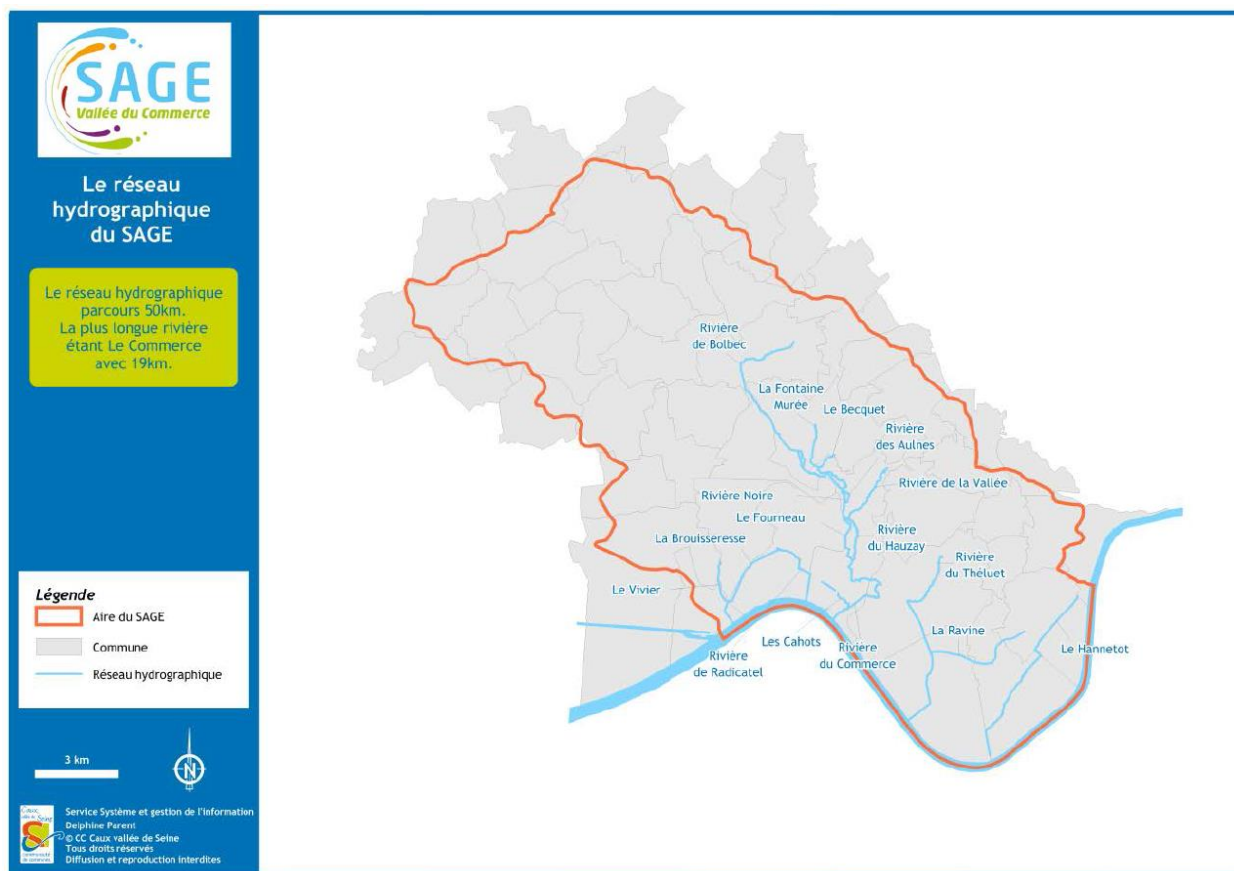 SAGE
Vallée du Commerce
Le réseau
hydrographique
du SAGE
Le réseau hydrographique
parcours 50km.
La plus longue rivière
étant Le Commerce
avec 19km.
Légende
Aire du SAGE
Commune
Réseau hydrographique
3 km
N
Service Système et gestion de l'information
Delphine Parent
© CC Caux vallée de Seine
Tous droits réservés
Diffusion et reproduction interdites
Rivière
de Bolbec
La Fontaine
Murée
Le Becquet
Rivière
des Aulnes
Rivière de la Vallée
Rivière Noire
Le Fourneau
La Brouisseresse
Rivière
du Hauzay
Rivière
du Théluet
Le Vivier
La Ravine
Les Cahots
Rivière
du Commerce
Le Hannetot
Rivière
de Radicatel